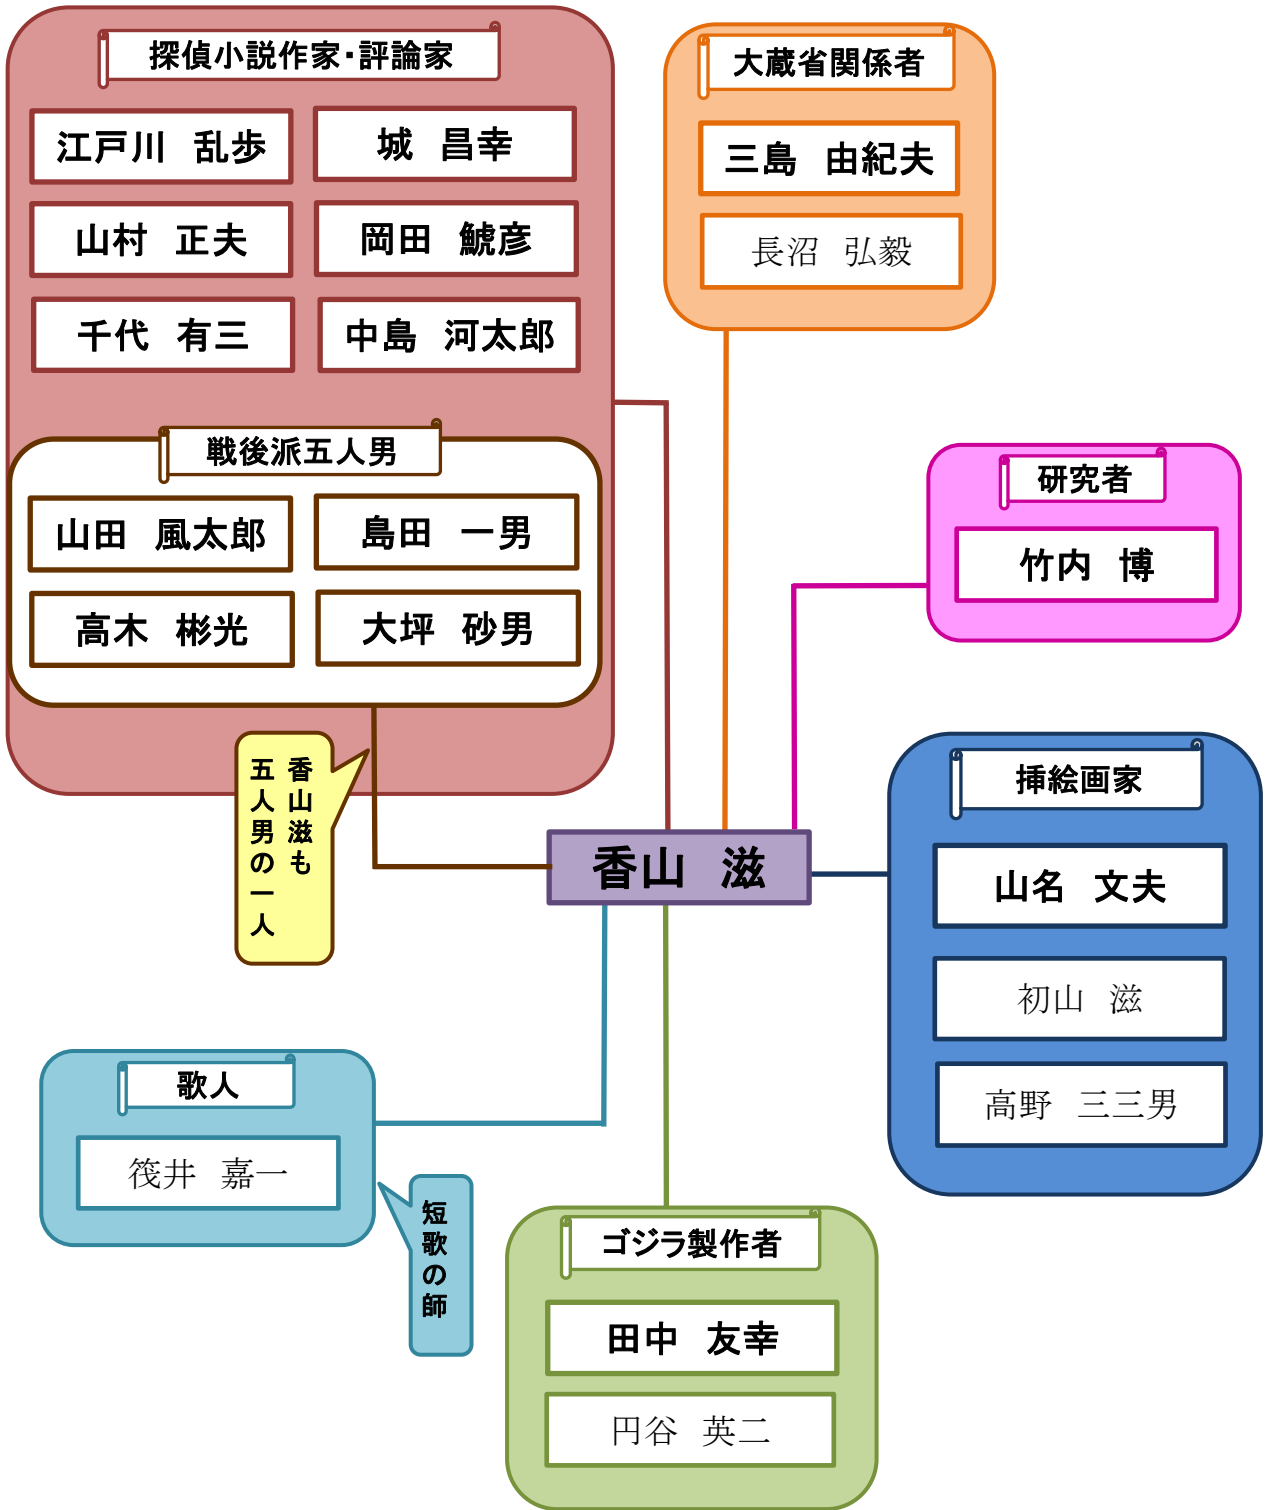 探偵小説作家・評論家
江戸川　乱歩
城　昌幸
山村　正夫
岡田　鯱彦
千代　有三
中島　河太郎
戦後派五人男
山田　風太郎
島田　一男
高木　彬光
大坪　砂男
香山滋も
五人男の一人
大蔵省関係者
三島　由紀夫
長沼　弘毅
研究者
竹内　博
香山　滋
挿絵画家
山名　文夫
初山　滋
高野　三三男
歌人
筏井　嘉一
短歌の師
ゴジラ製作者
田中　友幸
円谷　英二